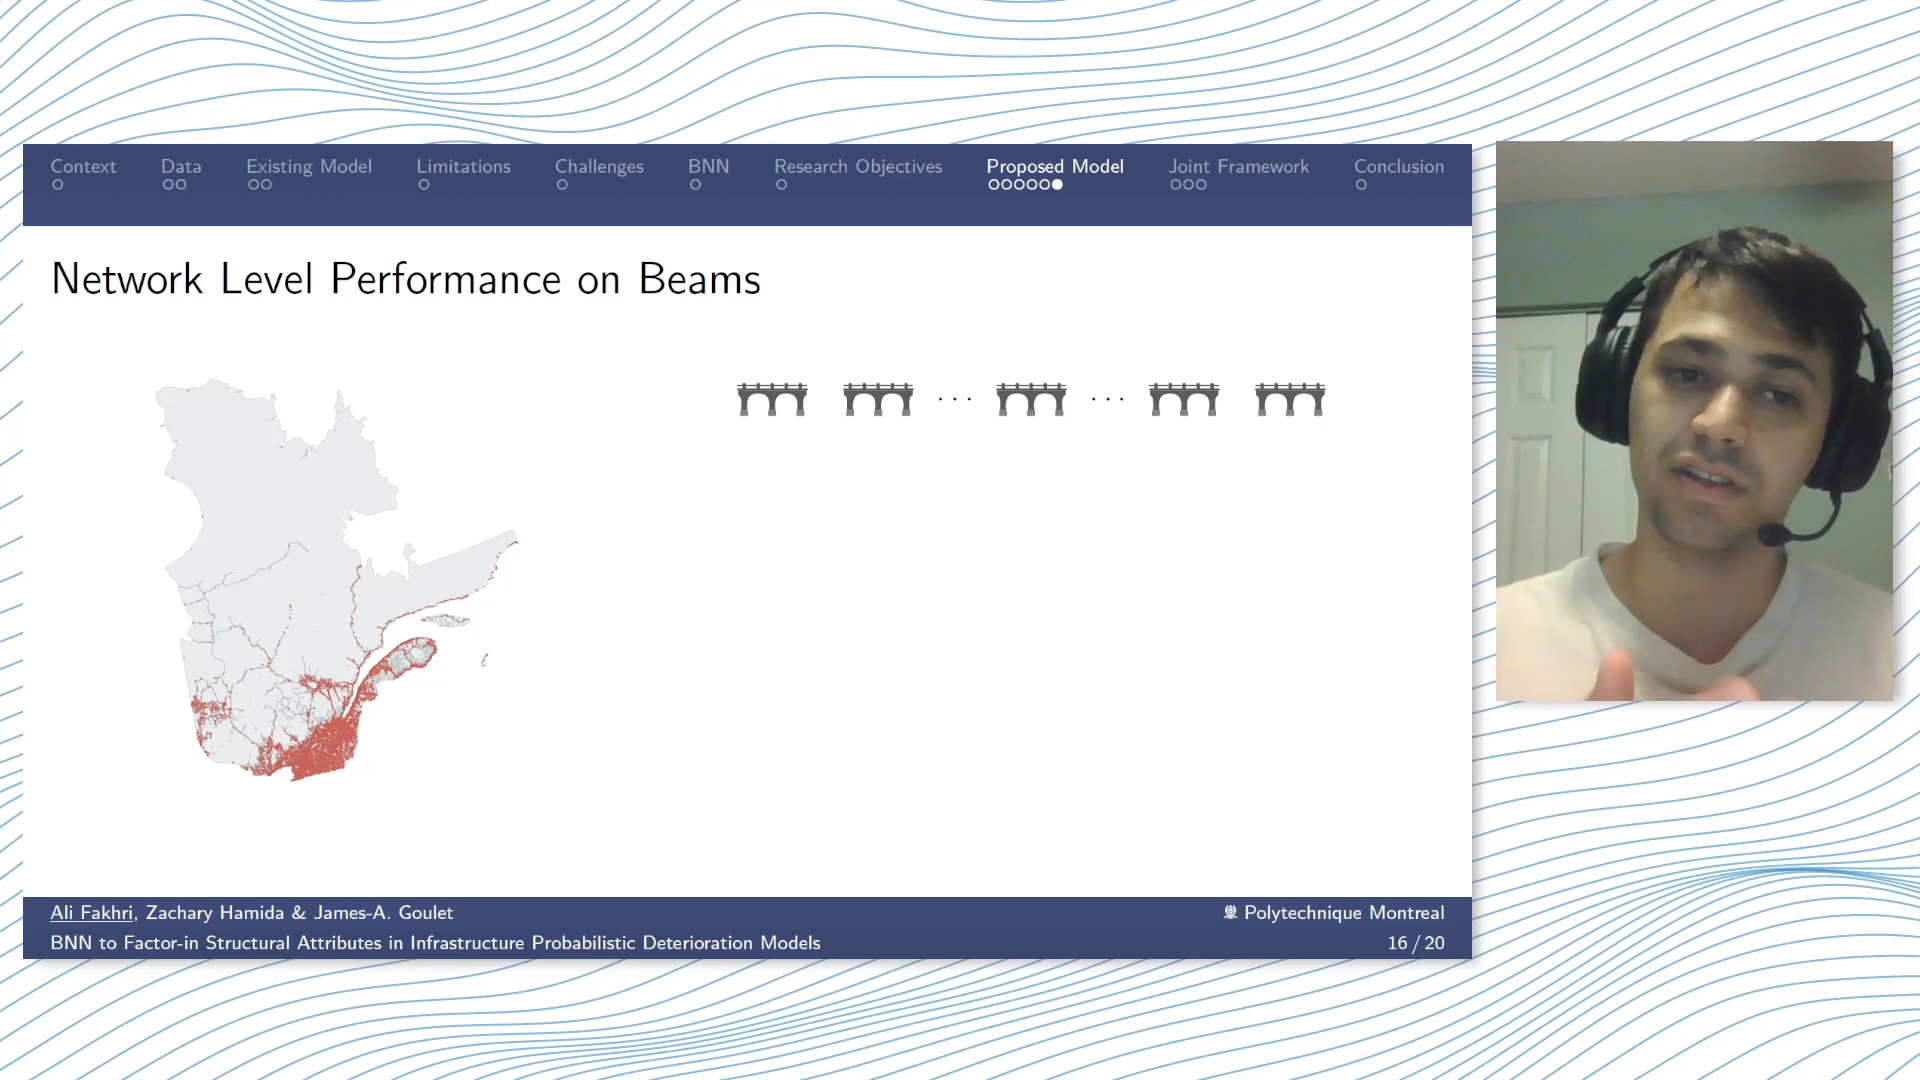 Context Data Existing Model Limitations Challenges BNN Research Objectives Proposed Model Joint Framework Conclusion
Network Level Performance on Beams
. . . . . .
Ali Fakhri, Zachary Hamida & James-A. Goulet Polytechnique Montreal
BNN to Factor-in Structural Attributes in Infrastructure Probabilistic Deterioration Models 16 / 20